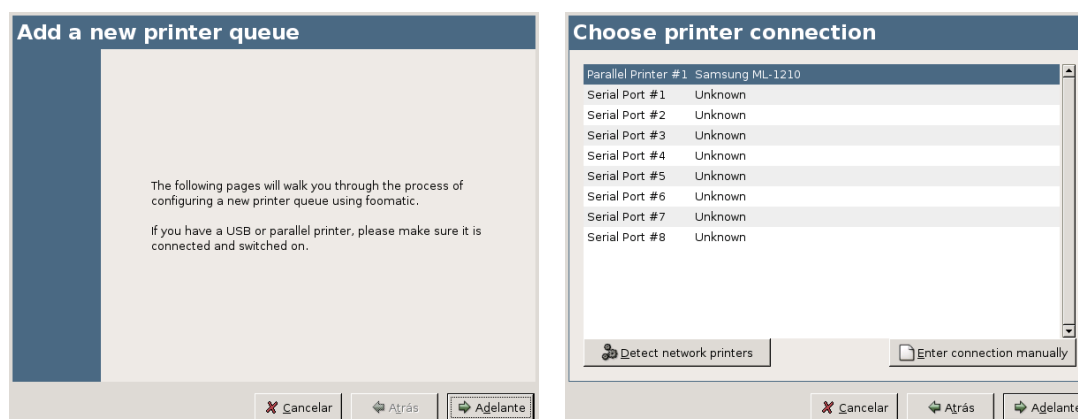 Add a new printer queue
The following pages will walk you through the process of
configuring a new printer queue using foomatic.
If you have a USB or parallel printer, please make sure it is
connected and switched on.
Cancelar
Atrás
Adelante
Choose printer connection
Parallel Printer #1 Samsung ML-1210
Serial Port #1 Unknown
Serial Port #2 Unknown
Serial Port #3 Unknown
Serial Port #4 Unknown
Serial Port #5 Unknown
Serial Port #6 Unknown
Serial Port #7 Unknown
Serial Port #8 Unknown
Detect network printers
Enter connection manually
Cancelar
Atrás
Adelante